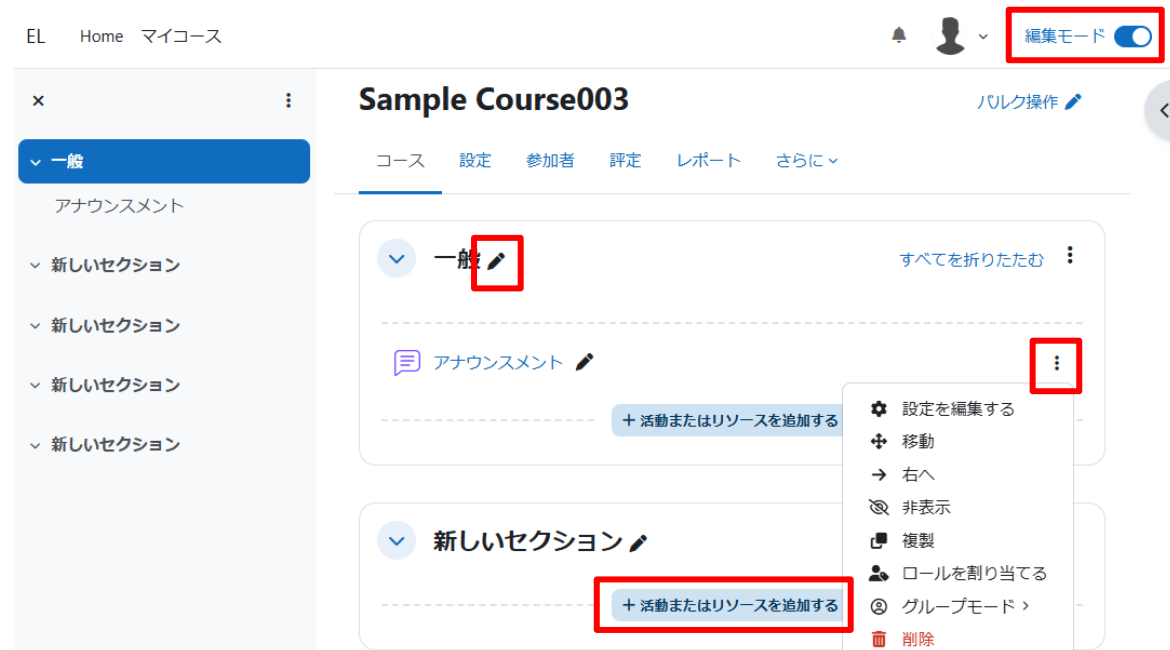 EL Home マイコース 編集モード
Sample Course003 バルク操作
一般
アナウンスメント
新しいセクション
新しいセクション
新しいセクション
新しいセクション
コース 設定 参加者 評定 レポート さらに
一般 すべてを折りたたむ
アナウンスメント
+ 活動またはリソースを追加する
設定を編集する
移動
右へ
非表示
複製
ロールを割り当てる
グループモード
削除
新しいセクション
+ 活動またはリソースを追加する